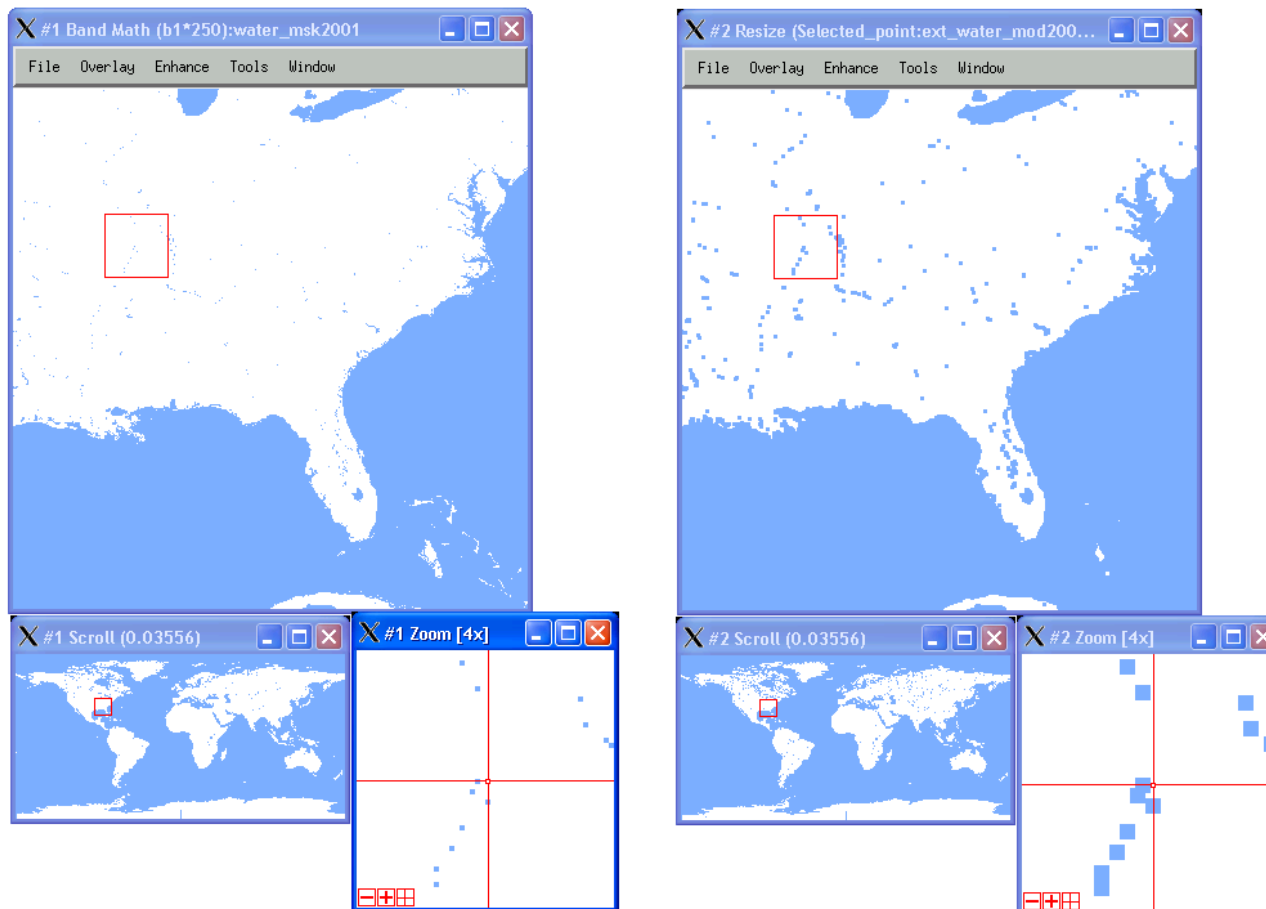 #1 Band Math (b1*250):water_msk2001
File Overlay Enhance Tools Window
#2 Resize (Selected_point:ext_water_mod200...
File Overlay Enhance Tools Window
#1 Scroll (0.03556)
#1 Zoom [4x]
#2 Scroll (0.03556)
#2 Zoom [4x]